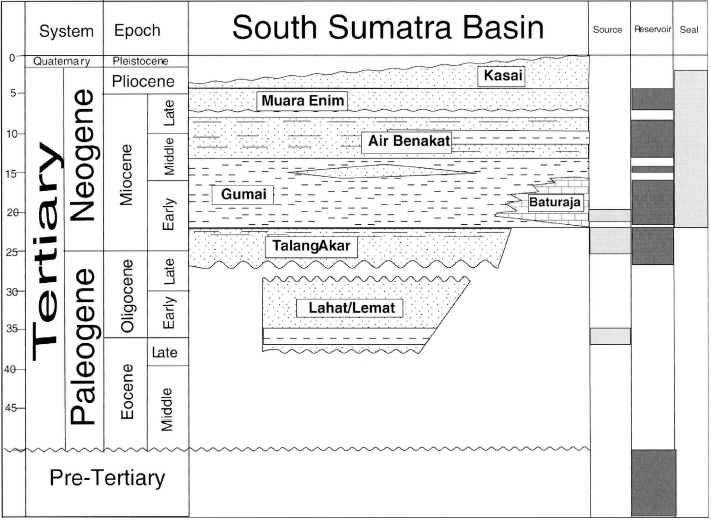 System Epoch South Sumatra Basin Source Reservoir Seal
0 Quaternary Pleistocene
Pliocene Kasai
5 Muara Enim
Late
10 Air Benakat
Middle
15 Gumai
Miocene
Neogene
Tertiary
Early
20 Baturaja
25 TalangAkar
Late
30 Lahat/Lemat
Oligocene
Early
Paleogene
35
Late
40
Eocene
Middle
45
Pre-Tertiary